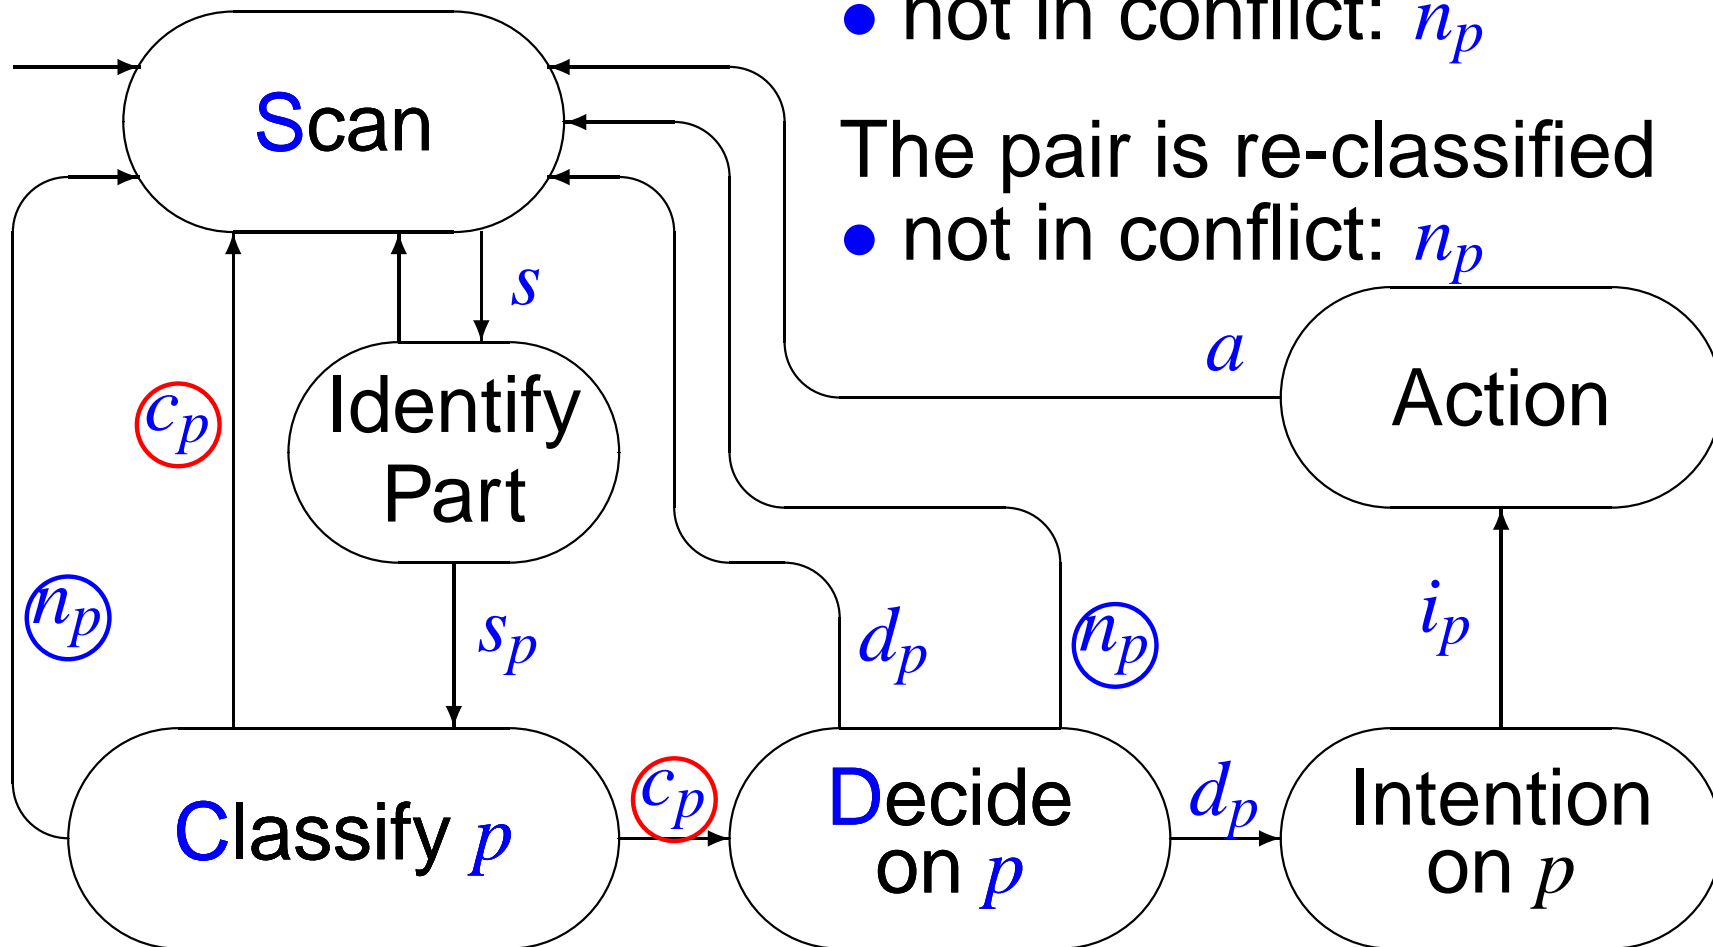 not in conflict: n_p
Scan
The pair is re-classified
• not in conflict: n_p
s
a
Identify
Part
Action
c_p
n_p
s_p
d_p
n_p
i_p
Classify p
c_p
Decide
on p
d_p
Intention
on p